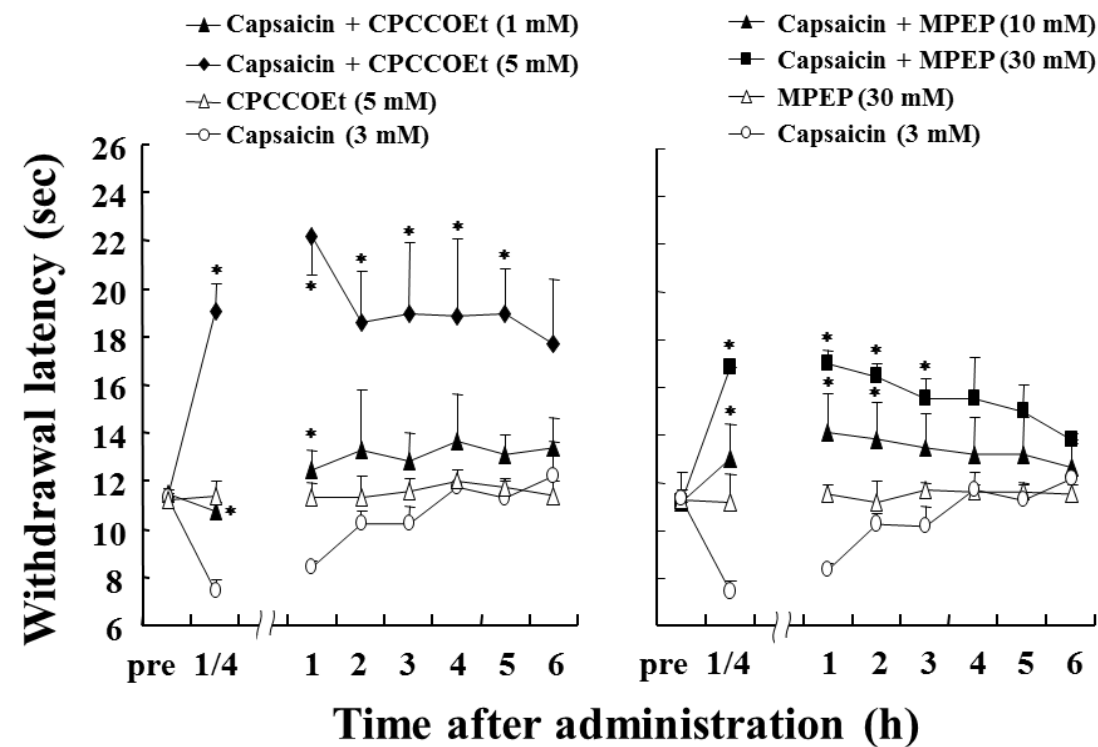 Capsaicin + CPCCOEt (1 mM)
Capsaicin + CPCCOEt (5 mM)
CPCCOEt (5 mM)
Capsaicin (3 mM)
Capsaicin + MPEP (10 mM)
Capsaicin + MPEP (30 mM)
MPEP (30 mM)
Capsaicin (3 mM)
Withdrawal latency (sec)
26
24
22
20
18
16
14
12
10
8
6
* * * * * * * *
* * * * * * *
pre 1/4 1 2 3 4 5 6
pre 1/4 1 2 3 4 5 6
Time after administration (h)